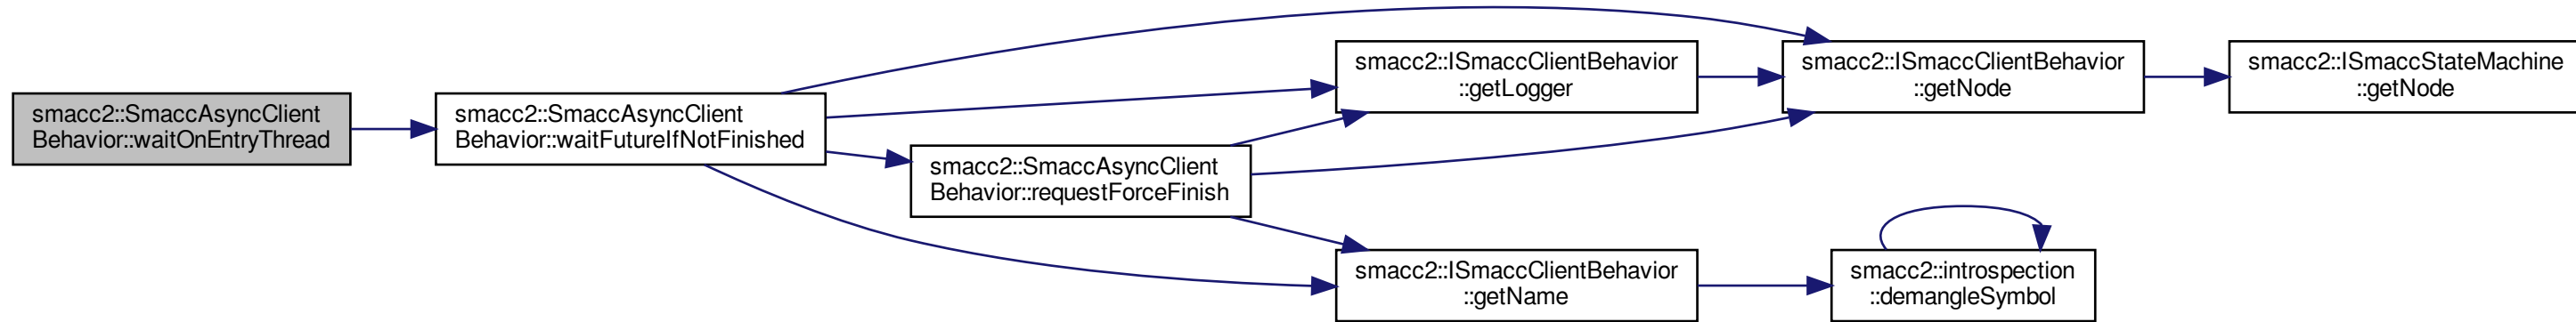 smacc2::SmaccAsyncClient
Behavior::waitOnEntryThread
smacc2::SmaccAsyncClient
Behavior::waitFutureIfNotFinished
smacc2::SmaccAsyncClient
Behavior::requestForceFinish
smacc2::ISmaccClientBehavior
::getLogger
smacc2::ISmaccClientBehavior
::getName
smacc2::ISmaccClientBehavior
::getNode
smacc2::introspection
::demangleSymbol
smacc2::ISmaccStateMachine
::getNode